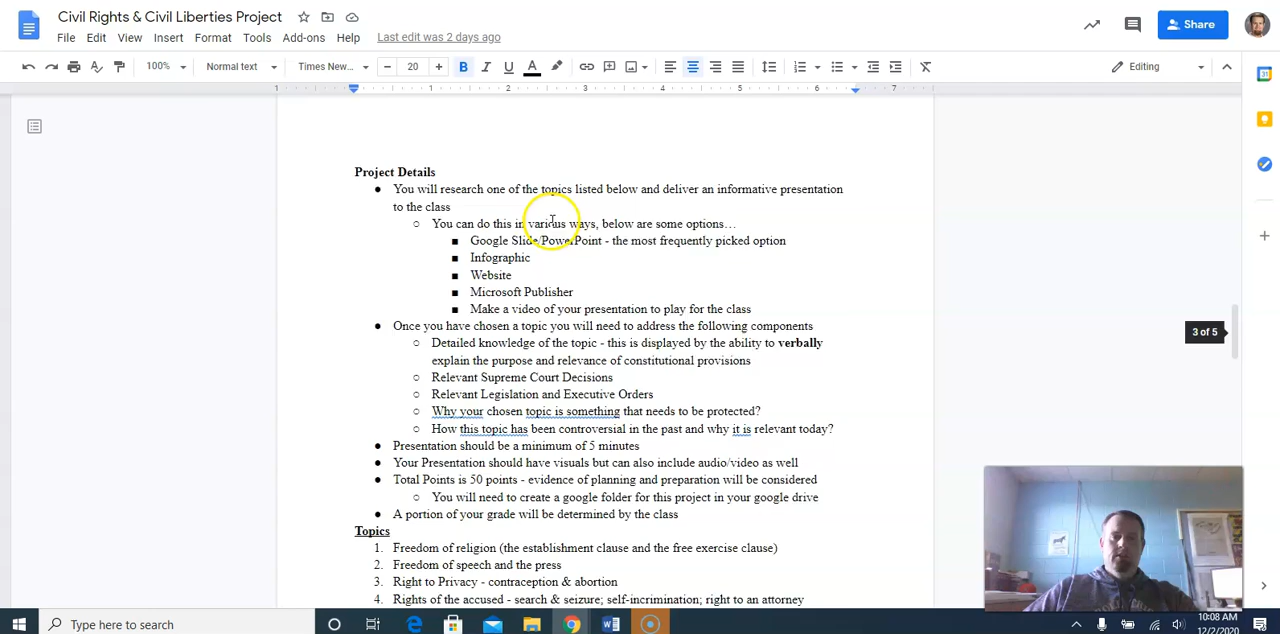 Civil Rights & Civil Liberties Project
File Edit View Insert Format Tools Add-ons Help Last edit was 2 days ago
Share
100% Normal text Times New... 20 B I U A Editing
1 1 2 3 4 5 6 7
Project Details
● You will research one of the topics listed below and deliver an informative presentation
to the class
○ You can do this in various ways, below are some options…
■ Google Slide/PowerPoint - the most frequently picked option
■ Infographic
■ Website
■ Microsoft Publisher
■ Make a video of your presentation to play for the class
● Once you have chosen a topic you will need to address the following components
○ Detailed knowledge of the topic - this is displayed by the ability to verbally
explain the purpose and relevance of constitutional provisions
○ Relevant Supreme Court Decisions
○ Relevant Legislation and Executive Orders
○ Why your chosen topic is something that needs to be protected?
○ How this topic has been controversial in the past and why it is relevant today?
● Presentation should be a minimum of 5 minutes
● Your Presentation should have visuals but can also include audio/video as well
● Total Points is 50 points - evidence of planning and preparation will be considered
○ You will need to create a google folder for this project in your google drive
● A portion of your grade will be determined by the class
Topics
1. Freedom of religion (the establishment clause and the free exercise clause)
2. Freedom of speech and the press
3. Right to Privacy - contraception & abortion
4. Rights of the accused - search & seizure; self-incrimination; right to an attorney
3 of 5
Type here to search
10:08 AM
12/2/2020